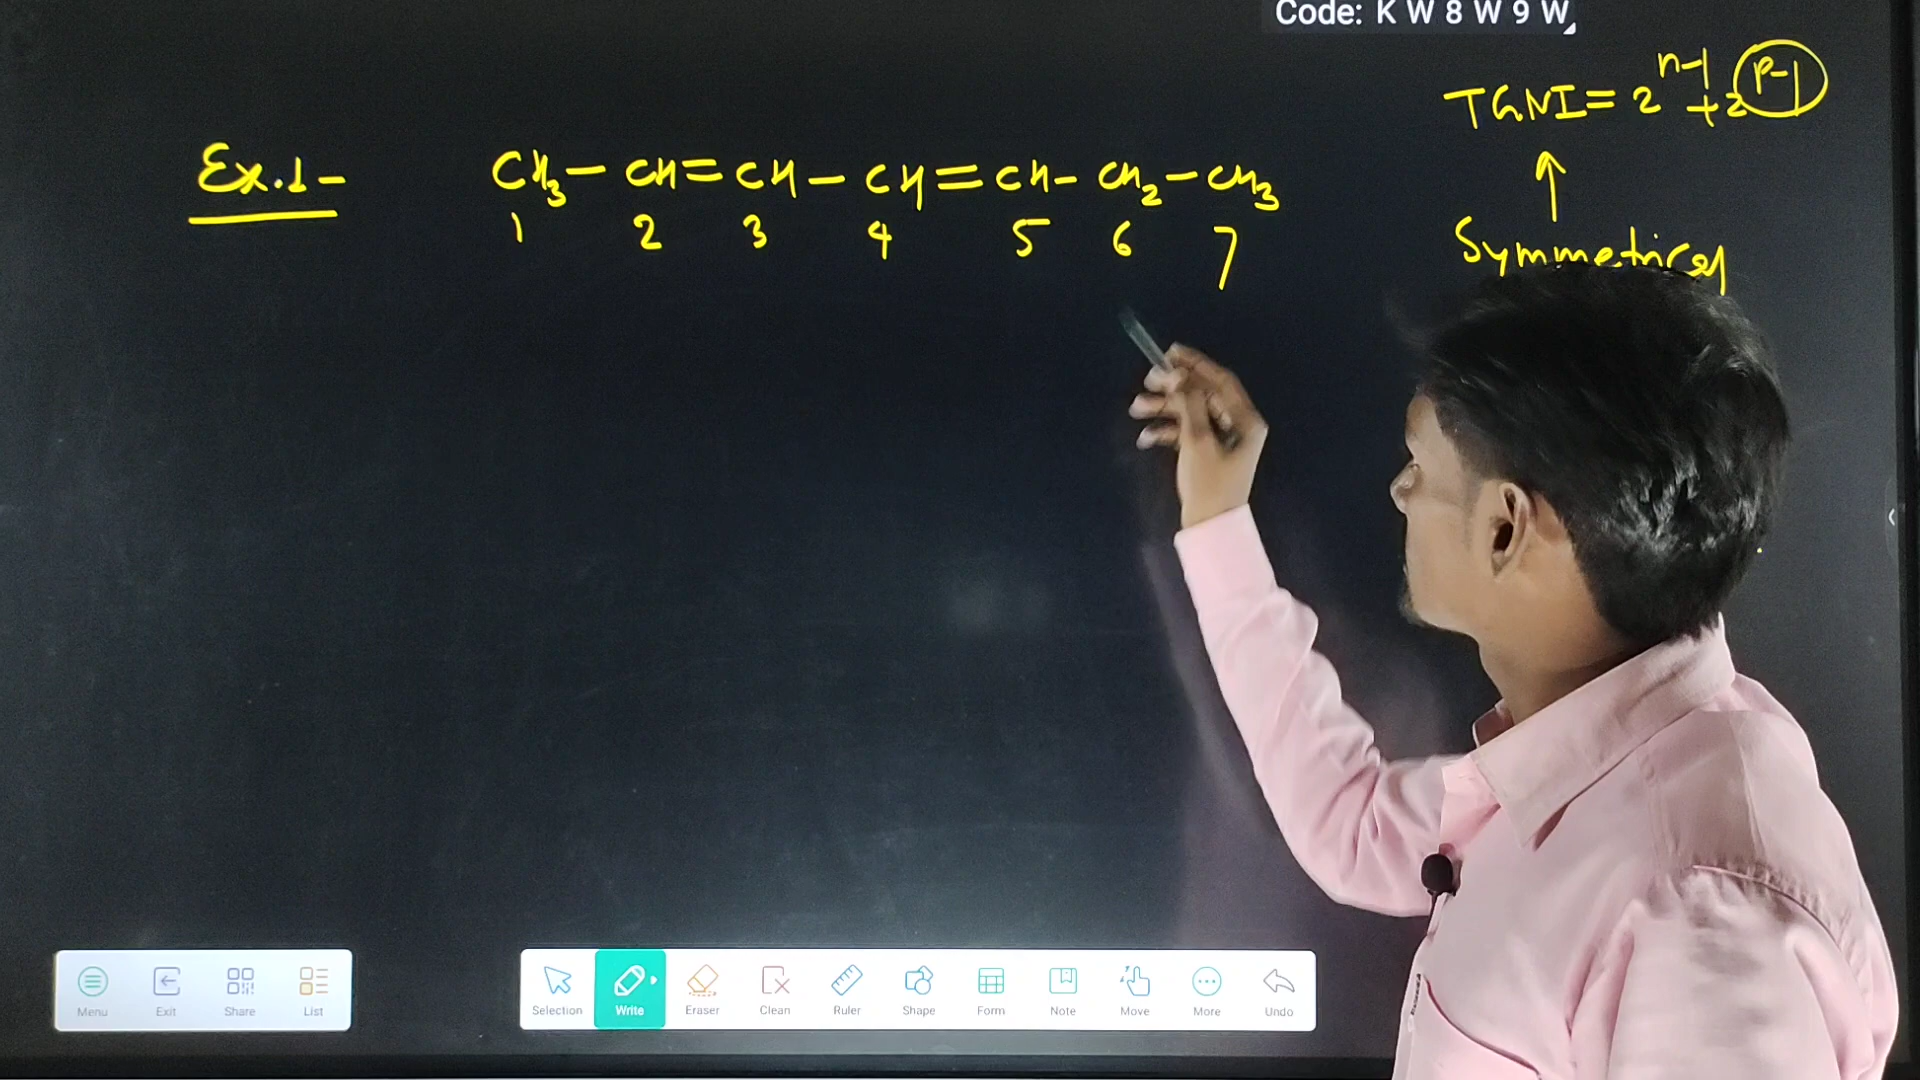 Code: K W 8 W 9 W
TGNI = 2^{n-1} + 2^{p-1}
Ex.1-
CH₃-CH=CH-CH=CH-CH₂-CH₃
1 2 3 4 5 6 7
Symmetrical
Menu Exit Share List
Selection Write Eraser Clean Ruler Shape Form Note Move More Undo